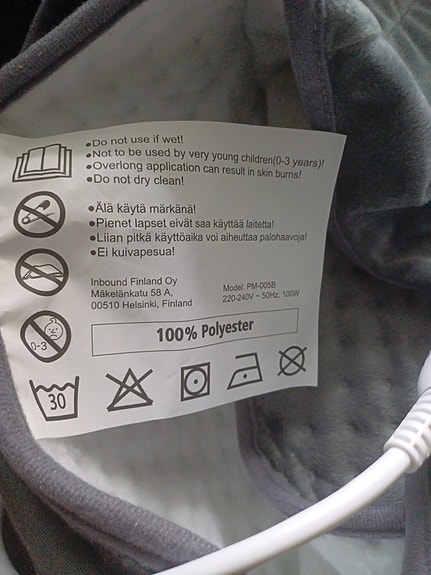 •Do not use if wet!
•Not to be used by very young children(0-3 years)!
•Overlong application can result in skin burns!
•Do not dry clean!
•Älä käytä märkänä!
•Pienet lapset eivät saa käyttää laitetta!
•Liian pitkä käyttöaika voi aiheuttaa palohaavoja!
•Ei kuivapesua!
Inbound Finland Oy
Mäkelänkatu 58 A,
00510 Helsinki, Finland
Model: PM-005B
220-240V ~ 50Hz, 100W
0-3
100% Polyester
30